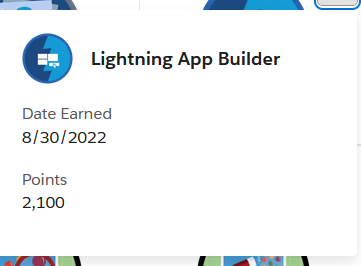 Lightning App Builder
Date Earned
8/30/2022
Points
2,100